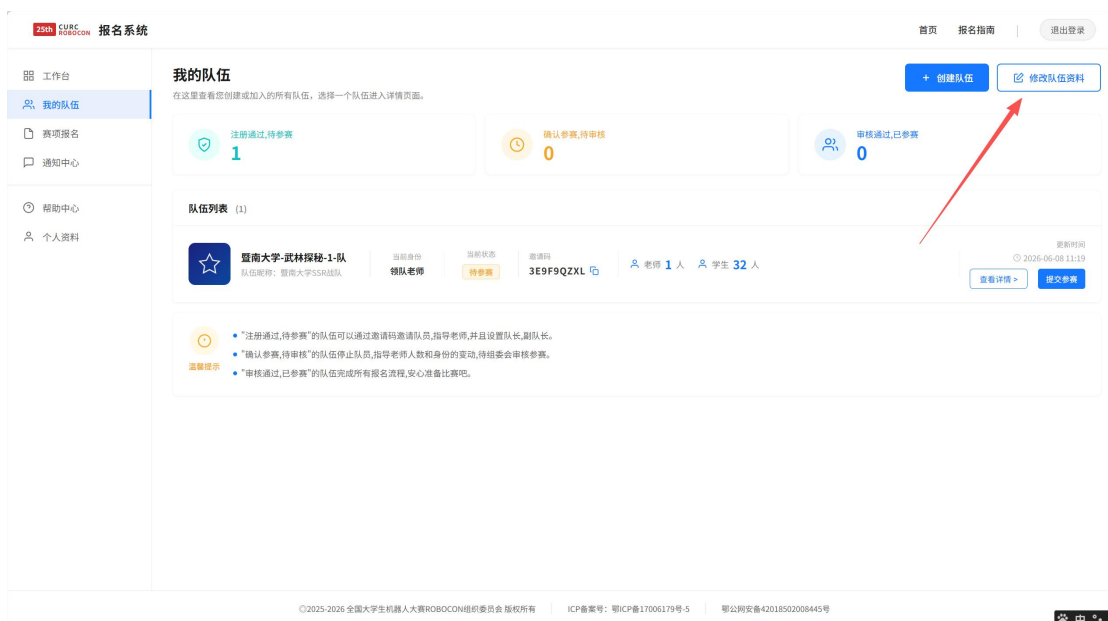 25th CURC ROBOCON 报名系统
首页 报名指南 退出登录
工作台
我的队伍
赛项报名
通知中心
帮助中心
个人资料
我的队伍
在这里查看您创建或加入的所有队伍，选择一个队伍进入详情页面。
+ 创建队伍
修改队伍资料
注册通过,待参赛
1
确认参赛,待审核
0
审核通过,已参赛
0
队伍列表 (1)
暨南大学-武林探秘-1-队
队伍昵称：暨南大学SSR战队
当前身份
领队老师
当前状态
待参赛
邀请码
3E9F9QZXL
老师 1 人 学生 32 人
更新时间
2026-06-08 11:19
查看详情 >
提交参赛
温馨提示
"注册通过,待参赛"的队伍可以通过邀请码邀请队员,指导老师,并且设置队长,副队长。
"确认参赛,待审核"的队伍停止队员,指导老师人数和身份的变动,待组委会审核参赛。
"审核通过,已参赛"的队伍完成所有报名流程,安心准备比赛吧。
©2025-2026 全国大学生机器人大赛ROBOCON组织委员会 版权所有 ICP备案号：鄂ICP备17006179号-5 鄂公网安备42018502008445号
中